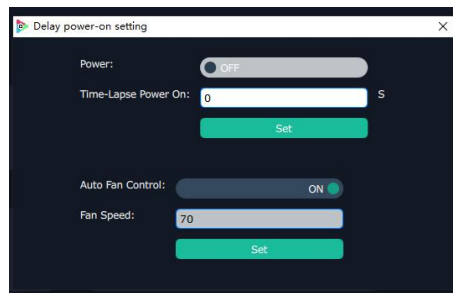 Delay power-on setting
Power: OFF
Time-Lapse Power On: 0 S
Set
Auto Fan Control: ON
Fan Speed: 70
Set